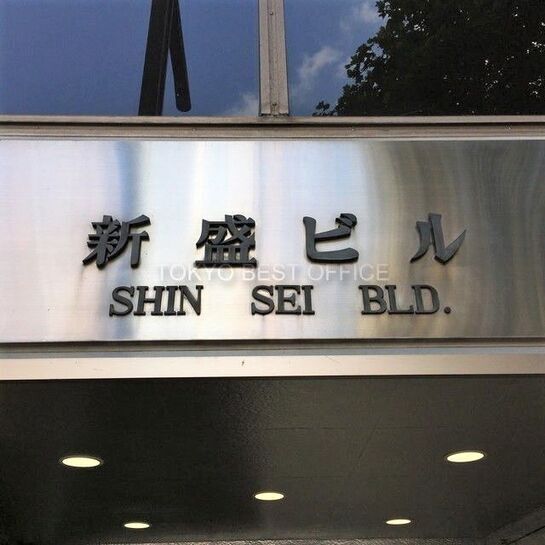 新盛ビル
TOKYO BEST OFFICE
SHIN SEI BLD.